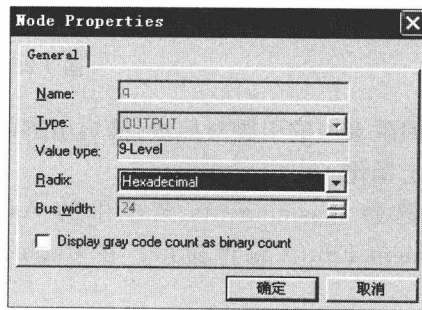 Node Properties
General
Name: q
Type: OUTPUT
Value type: 9-Level
Radix: Hexadecimal
Bus width: 24
Display gray code count as binary count
确定 取消